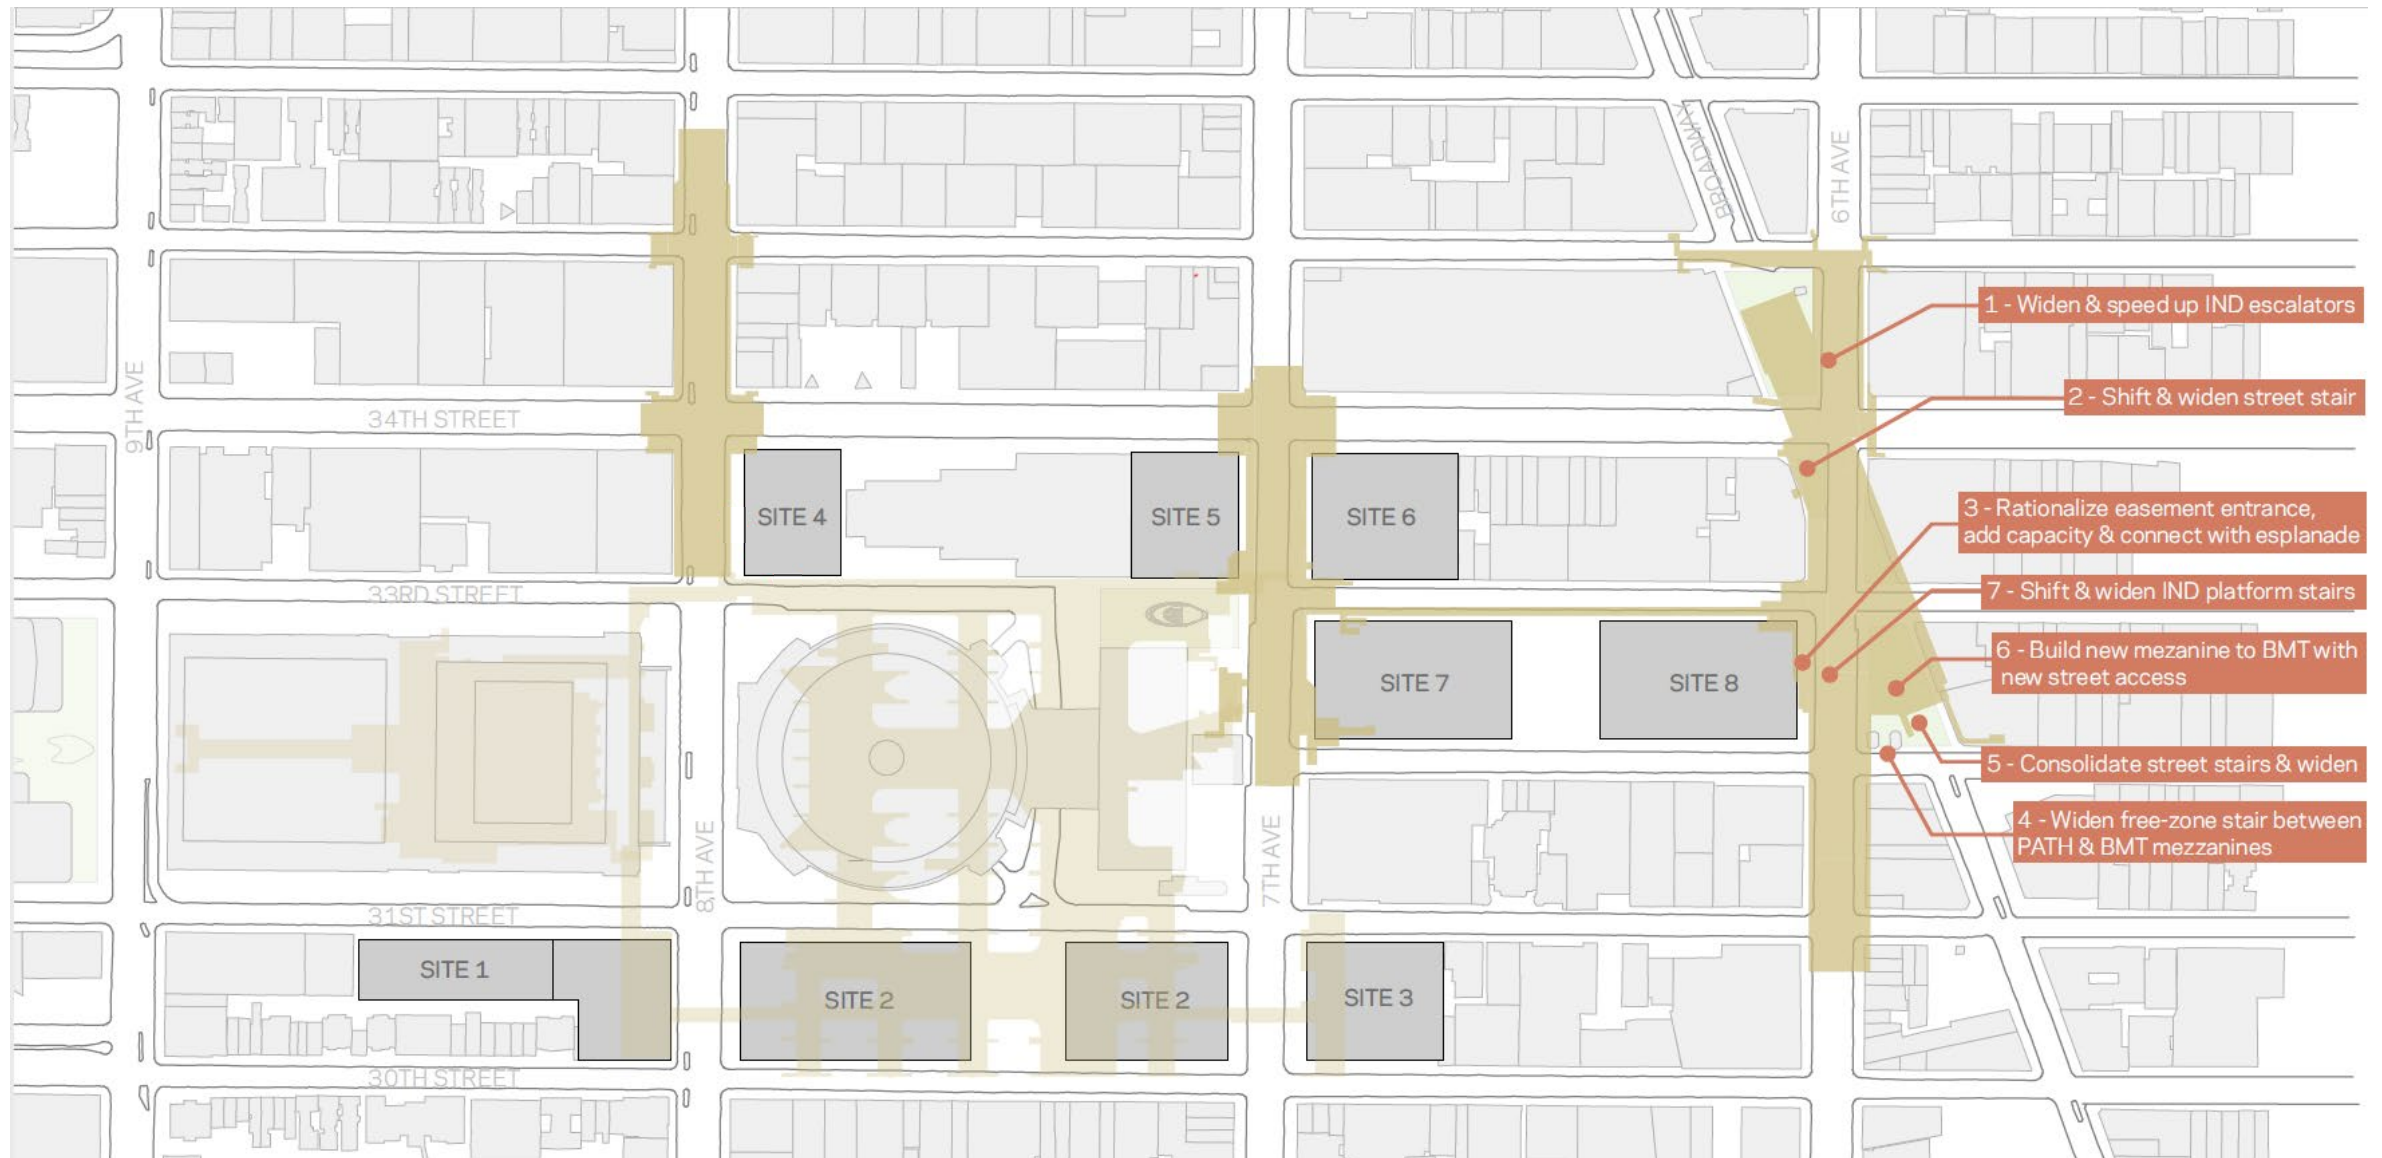 BROADWAY
6TH AVE
1 - Widen & speed up IND escalators
9TH AVE
34TH STREET
2 - Shift & widen street stair
SITE 4
SITE 5
SITE 6
3 - Rationalize easement entrance,
add capacity & connect with esplanade
33RD STREET
7 - Shift & widen IND platform stairs
6 - Build new mezanine to BMT with
new street access
SITE 7
SITE 8
5 - Consolidate street stairs & widen
4 - Widen free-zone stair between
PATH & BMT mezzanines
8TH AVE
7TH AVE
31ST STREET
SITE 1
SITE 2
SITE 2
SITE 3
30TH STREET